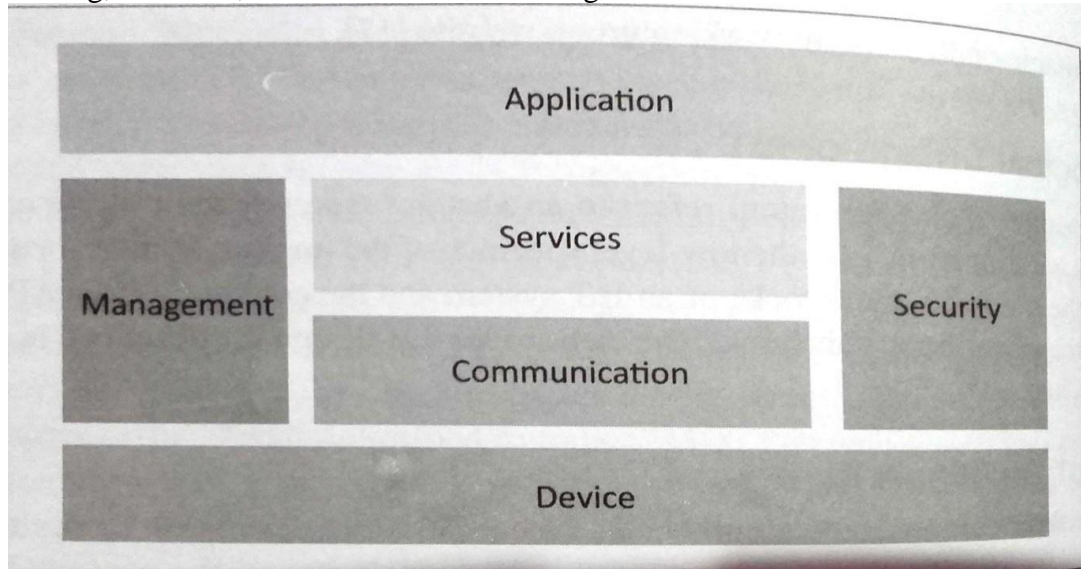 Application
Services
Management
Security
Communication
Device